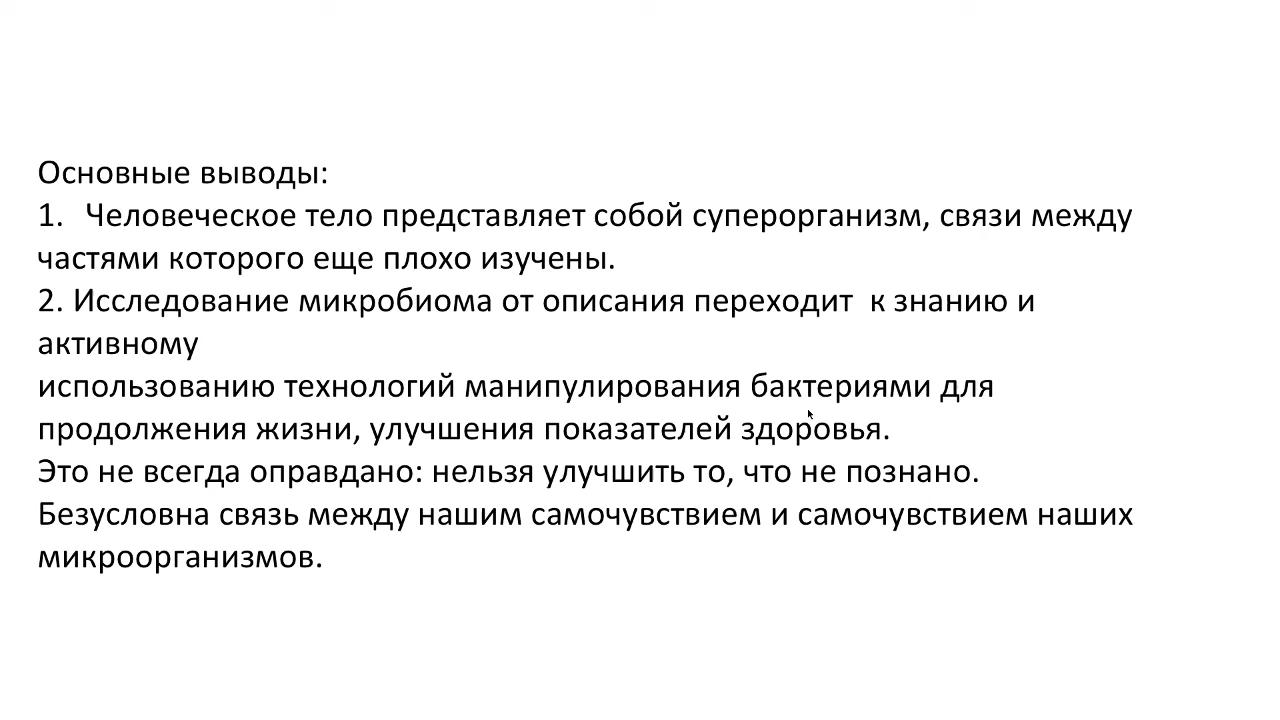 Основные выводы:
1. Человеческое тело представляет собой суперорганизм, связи между
частями которого еще плохо изучены.
2. Исследование микробиома от описания переходит  к знанию и
активному
использованию технологий манипулирования бактериями для
продолжения жизни, улучшения показателей здоровья.
Это не всегда оправдано: нельзя улучшить то, что не познано.
Безусловна связь между нашим самочувствием и самочувствием наших
микроорганизмов.